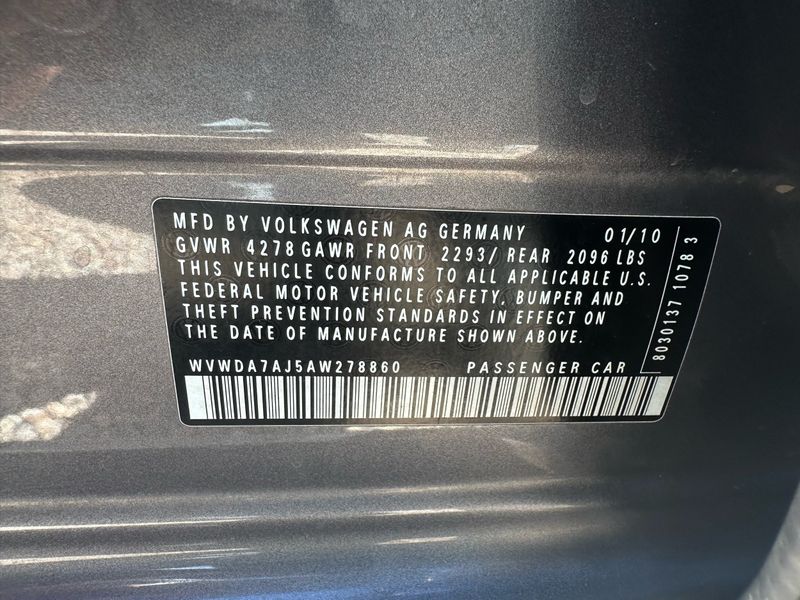 MFD BY VOLKSWAGEN AG GERMANY 01/10
GVWR 4278 GAWR FRONT 2293/ REAR 2096 LBS
THIS VEHICLE CONFORMS TO ALL APPLICABLE U.S.
FEDERAL MOTOR VEHICLE SAFETY, BUMPER AND
THEFT PREVENTION STANDARDS IN EFFECT ON
THE DATE OF MANUFACTURE SHOWN ABOVE.
WVWDA7AJ5AW278860 PASSENGER CAR
8030137 1078 3